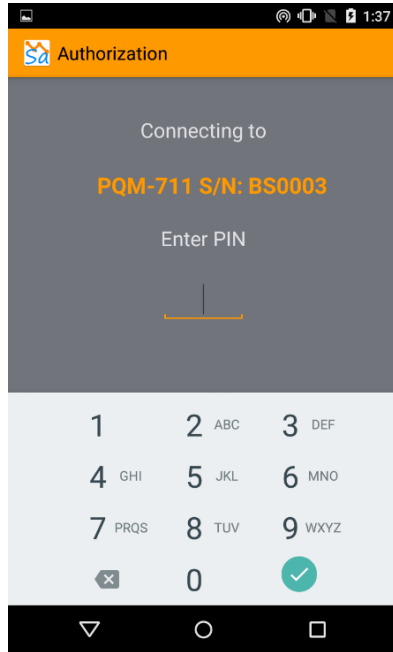 1:37
Sa Authorization
Connecting to
PQM-711 S/N: BS0003
Enter PIN
1 2 ABC 3 DEF
4 GHI 5 JKL 6 MNO
7 PRQS 8 TUV 9 WXYZ
0